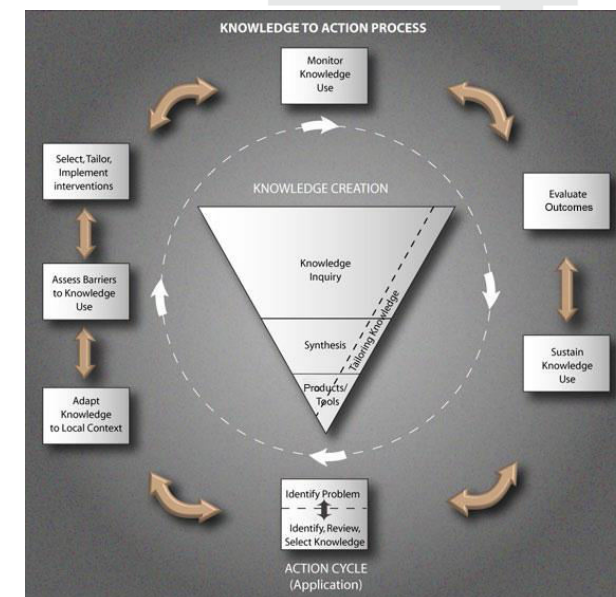 KNOWLEDGE TO ACTION PROCESS
Monitor
Knowledge
Use
Select, Tailor,
Implement
interventions
Evaluate
Outcomes
KNOWLEDGE CREATION
Knowledge
Inquiry
Assess Barriers
to Knowledge
Use
Tailoring Knowledge
Synthesis
Sustain
Knowledge
Use
Products/
Tools
Adapt
Knowledge
to Local Context
Identify Problem
Identify, Review,
Select Knowledge
ACTION CYCLE
(Application)